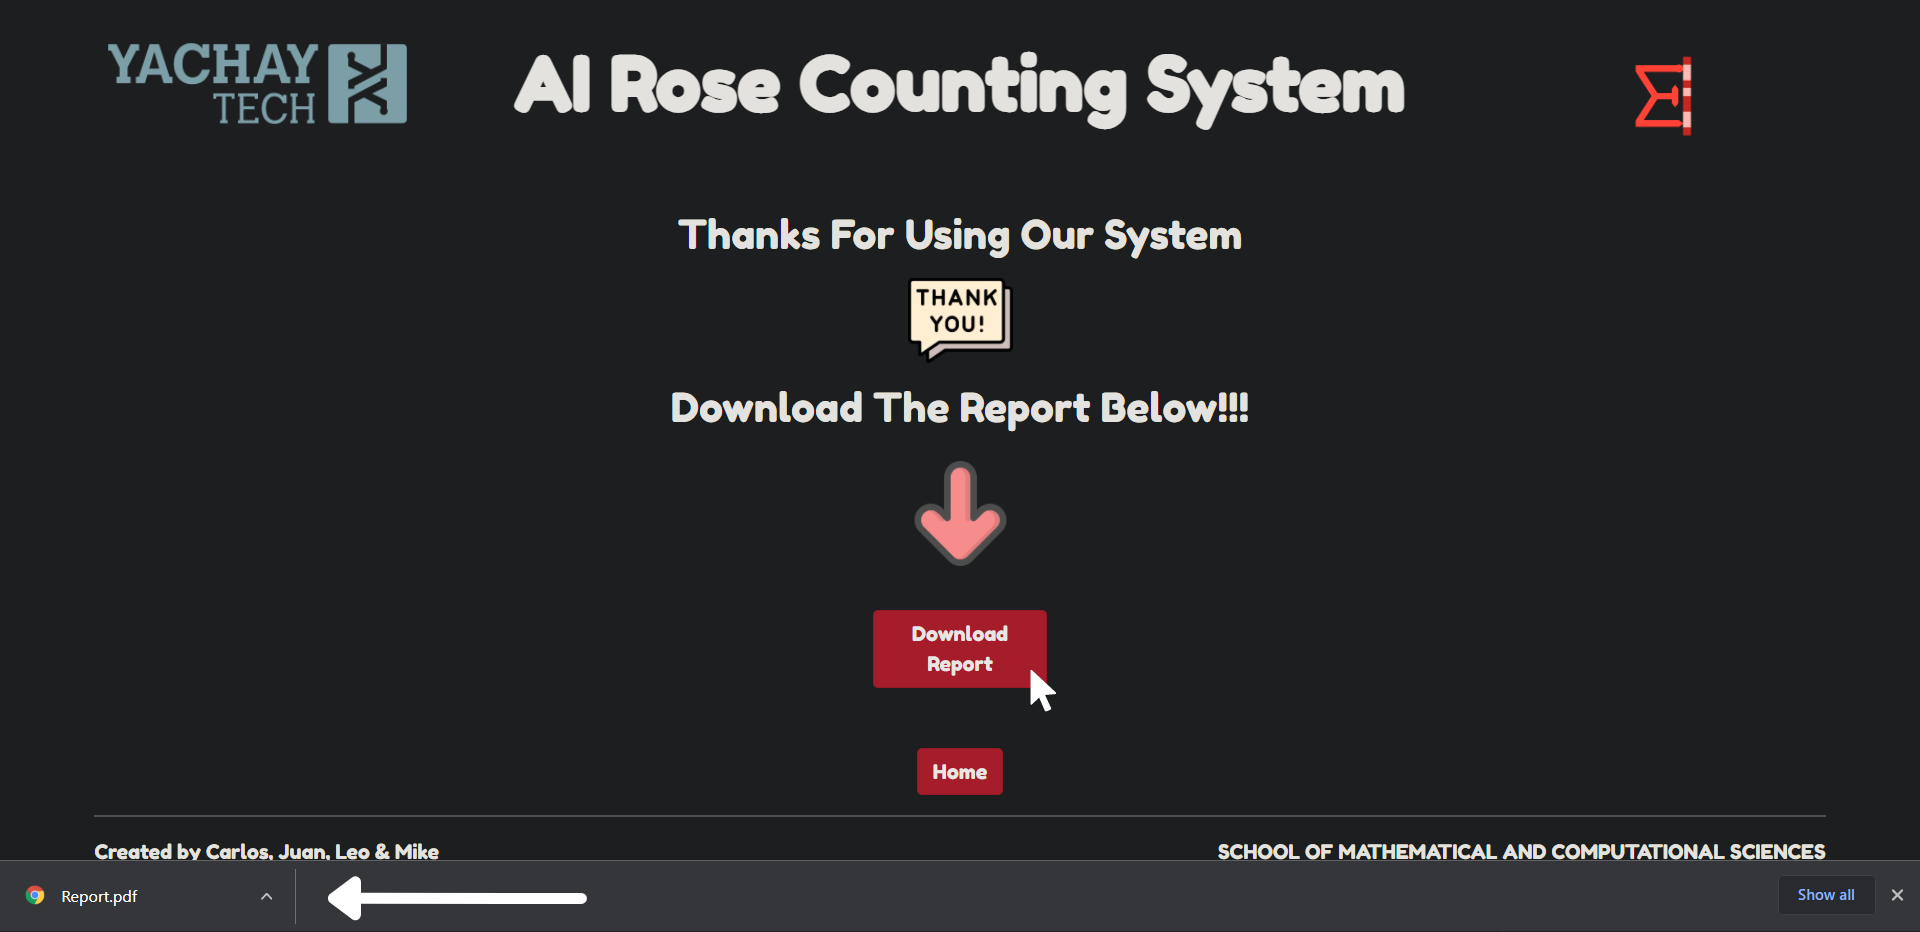 YACHAY
TECH
AI Rose Counting System
Thanks For Using Our System
THANK
YOU!
Download The Report Below!!!
Download
Report
Home
Created by Carlos, Juan, Leo & Mike
SCHOOL OF MATHEMATICAL AND COMPUTATIONAL SCIENCES
Report.pdf
Show all